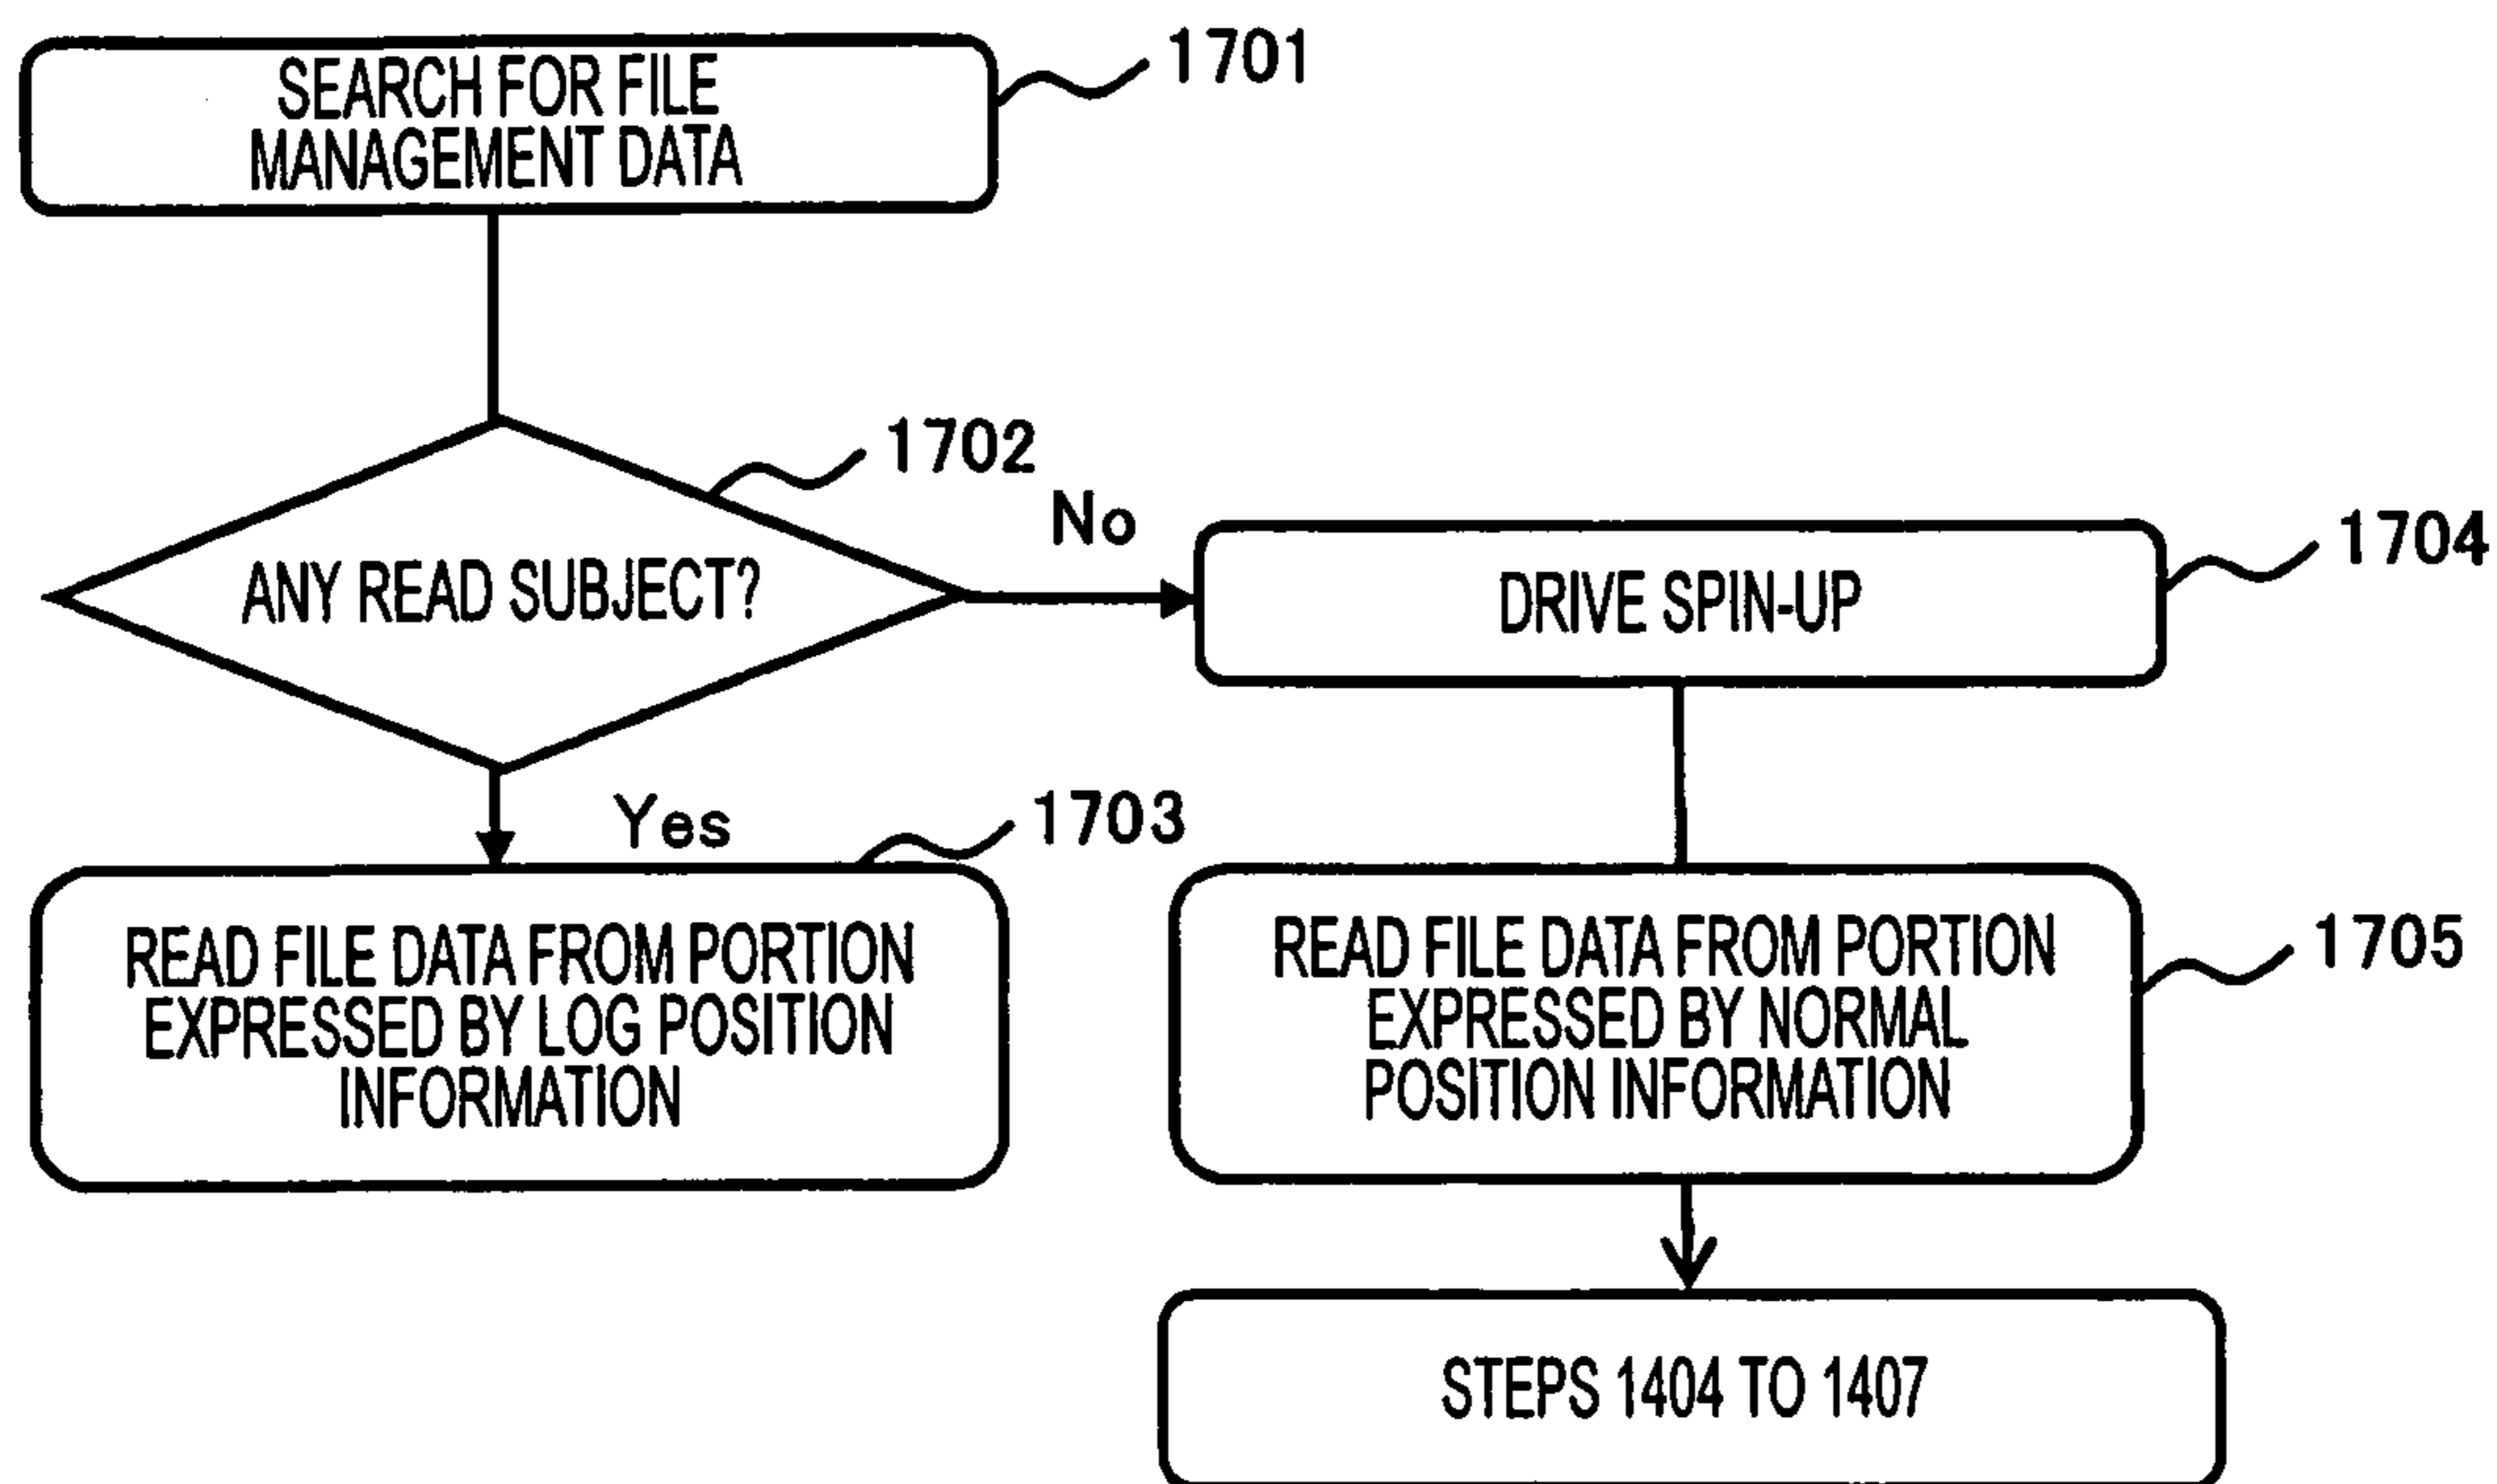 SEARCH FOR FILE
MANAGEMENT DATA
1701
1702
ANY READ SUBJECT?
No
DRIVE SPIN-UP
1704
Yes
1703
READ FILE DATA FROM PORTION
EXPRESSED BY LOG POSITION
INFORMATION
READ FILE DATA FROM PORTION
EXPRESSED BY NORMAL
POSITION INFORMATION
1705
STEPS 1404 TO 1407